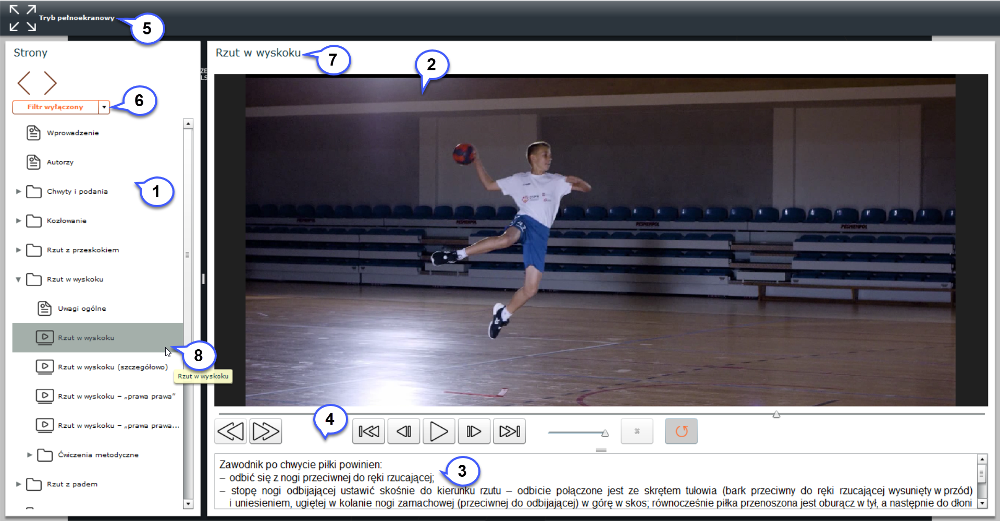 Tryb pełnoekranowy
5
Strony
Filtr wyłączony
6
Wprowadzenie
Autorzy
Chwyty i podania
1
Kozłowanie
Rzut z przeskokiem
Rzut w wyskoku
Uwagi ogólne
Rzut w wyskoku
8
Rzut w wyskoku (szczegółowo)
Rzut w wyskoku
Rzut w wyskoku – „prawa prawa”
Rzut w wyskoku – „prawa prawa...
Ćwiczenia metodyczne
Rzut z padem
Rzut w wyskoku
7
2
PESMENPOL
PESMENPOL
4
Zawodnik po chwycie piłki powinien:
3
– odbić się z nogi przeciwnej do ręki rzucającej;
– stopę nogi odbijającej ustawić skośnie do kierunku rzutu – odbicie połączone jest ze skrętem tułowia (bark przeciwny do ręki rzucającej wysunięty w przód)
i uniesieniem, ugiętej w kolanie nogi zamachowej (przeciwnej do odbijającej) w górę w skos; równocześnie piłka przenoszona jest oburącz w tył, a następnie do dłoni